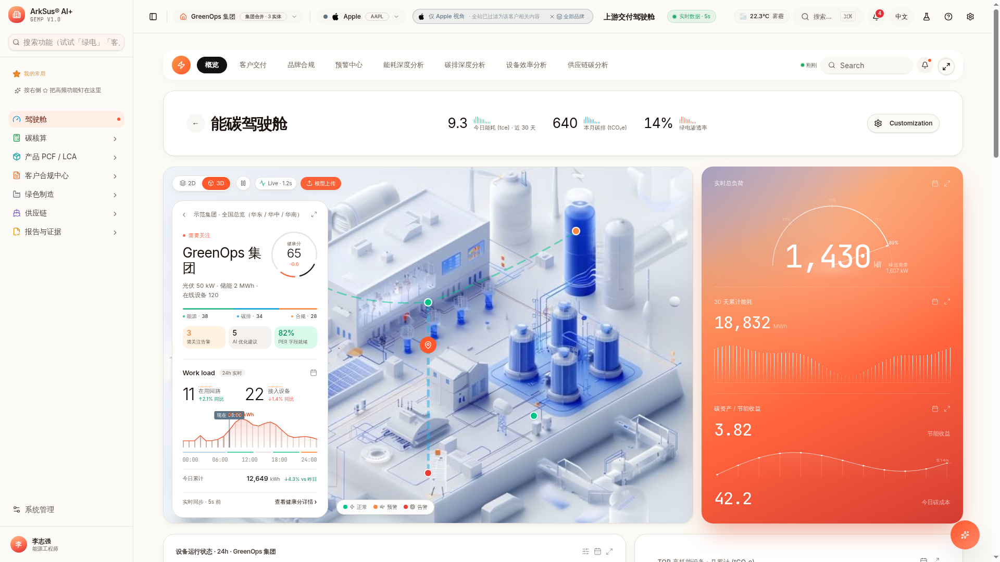 ArkSus® AI+
GEMP V1.0
搜索功能（试试「绿电」「客
我的常用
按右侧 ☆ 把高频功能钉在这里
驾驶舱
碳核算
产品 PCF / LCA
客户合规中心
绿色制造
供应链
报告与证据
系统管理
李
李志强
能源工程师
GreenOps 集团
集团合并 · 3 实体
Apple
AAPL
仅 Apple 视角 · 全站已过滤为该客户相关内容
全部品牌
上游交付驾驶舱
实时数据 · 5s
22.3°C 雾霾
搜索...
⌘K
4
中文
概览
客户交付
品牌合规
预警中心
能耗深度分析
碳排深度分析
设备效率分析
供应链碳分析
刚刚
Search
←
能碳驾驶舱
9.3
今日能耗 (tce) · 近 30 天
640
本月碳排 (tCO₂e)
14%
绿电渗透率
Customization
2D
3D
Live · 1.2s
模型上传
示范集团 · 全国总览（华东 / 华中 / 华南）
需要关注
GreenOps 集
团
健康分
65
-0.6
光伏 50 kW · 储能 2 MWh ·
在线设备 120
能源 · 38
碳排 · 34
合规 · 28
3
需关注告警
5
AI 优化建议
82%
PER 字段就绪
Work load
24h 实时
11
在用回路
↑2.1% 同比
22
接入设备
↓1.4% 同比
现在 08:00
kWh
00:00
06:00
12:00
18:00
24:00
今日累计
12,649 kWh
↓4.3% vs 昨日
实时同步 · 5s 前
查看健康分详情 ›
正常
预警
告警
实时总负荷
50%
25%
75%
89%
1,430 kW
峰值需量
1,607 kW
30 天累计能耗
18,832 MWh
碳资产 / 节能收益
3.82
节能收益
$14k
42.2
今日碳成本
设备运行状态 · 24h · GreenOps 集团
TOP 高耗能设备 · 月累计 (tCO₂e)